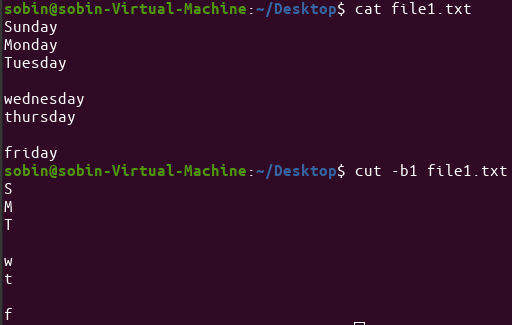 sobin@sobin-Virtual-Machine:~/Desktop$ cat file1.txt
Sunday
Monday
Tuesday

wednesday
thursday

friday
sobin@sobin-Virtual-Machine:~/Desktop$ cut -b1 file1.txt
S
M
T

w
t

f